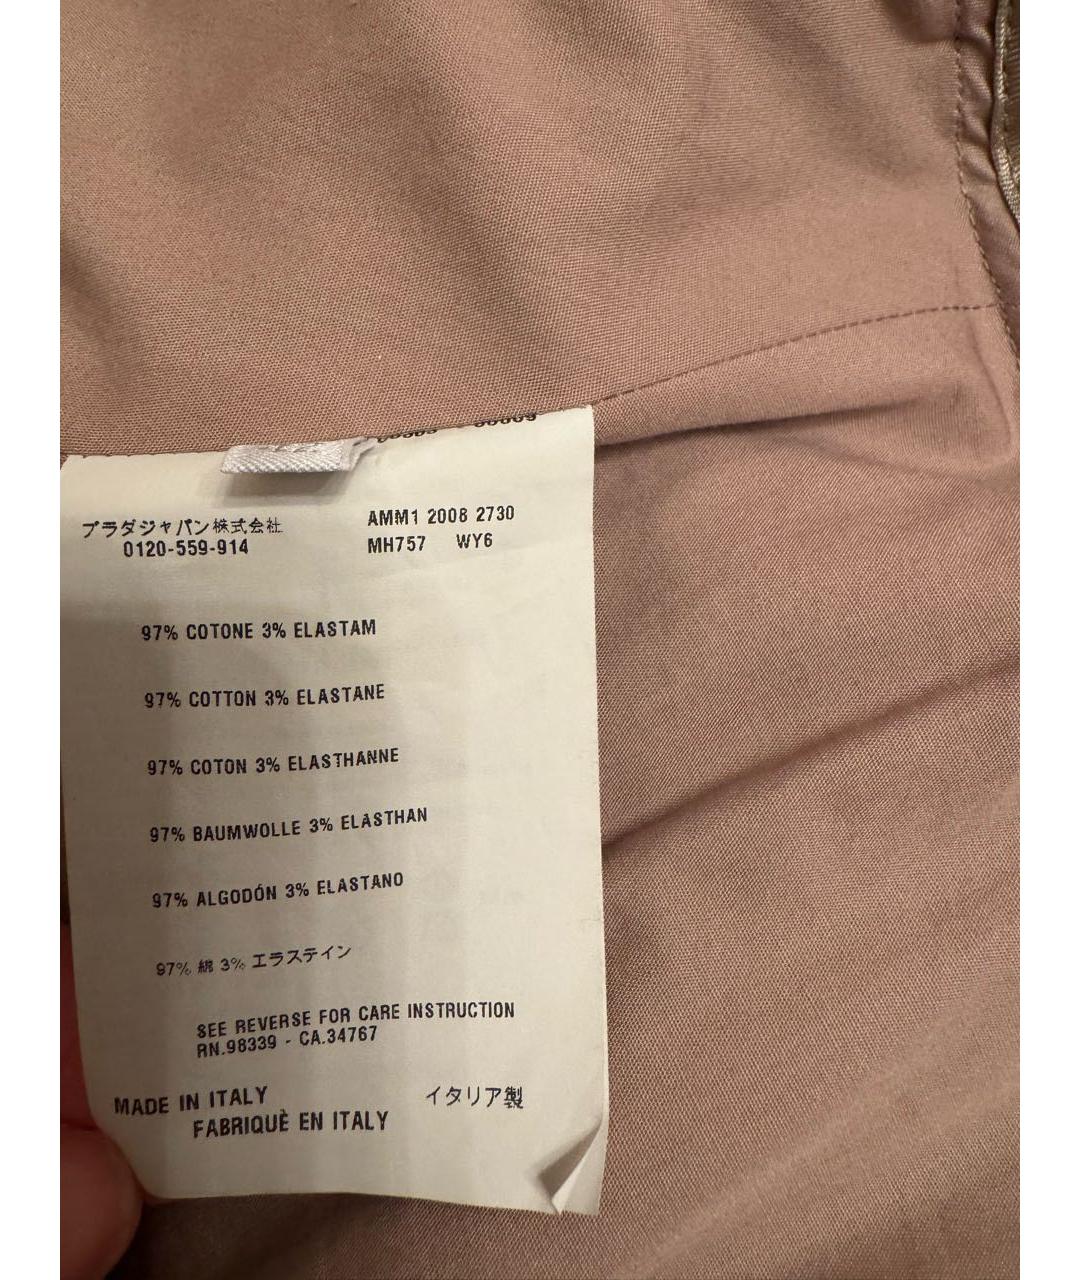 プラダジャパン株式会社
0120-559-914
AMM1 2008 2730
MH757 WY6
97% COTONE 3% ELASTAM
97% COTTON 3% ELASTANE
97% COTON 3% ELASTHANNE
97% BAUMWOLLE 3% ELASTHAN
97% ALGODÓN 3% ELASTANO
97% 綿 3% エラステイン
SEE REVERSE FOR CARE INSTRUCTION
RN.98339 - CA.34767
MADE IN ITALY
イタリア製
FABRIQUÈ EN ITALY